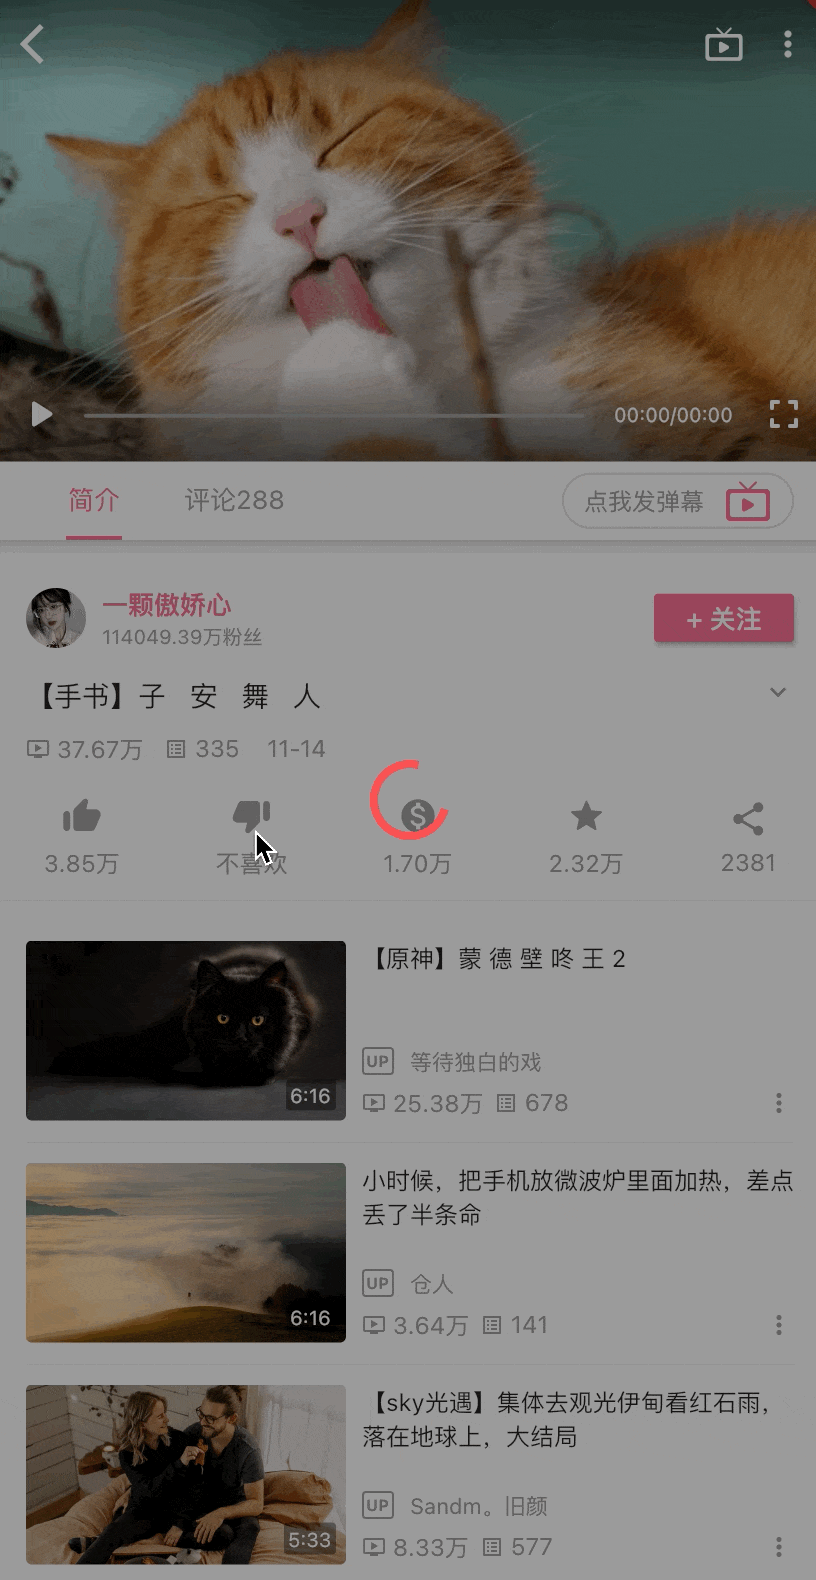 00:00/00:00
简介
评论288
点我发弹幕
一颗傲娇心
114049.39万粉丝
+ 关注
【手书】子 安 舞 人
37.67万
335
11-14
3.85万
不喜欢
1.70万
2.32万
2381
【原神】蒙 德 壁 咚 王 2
6:16
UP 等待独白的戏
25.38万 678
小时候，把手机放微波炉里面加热，差点
丢了半条命
6:16
UP 仓人
3.64万 141
【sky光遇】集体去观光伊甸看红石雨，
落在地球上，大结局
5:33
UP Sandm。旧颜
8.33万 577